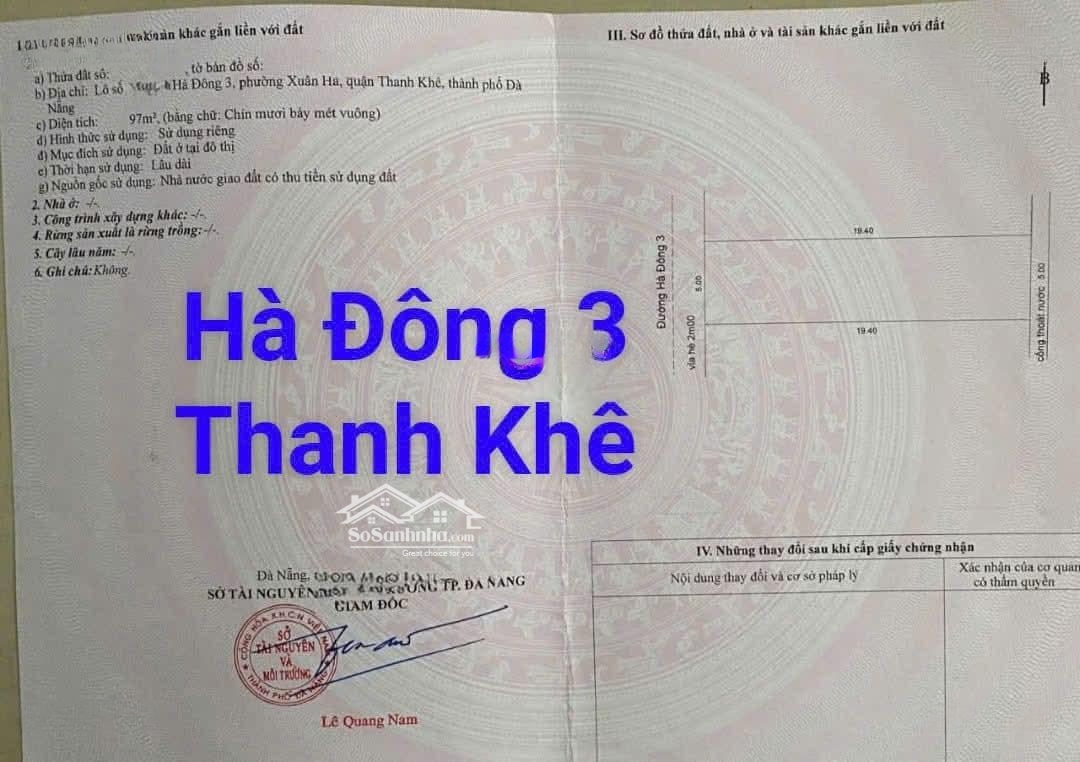 khác gắn liền với đất
a) Thửa đất số: , tờ bản đồ số:
b) Địa chỉ: Lô số Hà Đông 3, phường Xuân Hà, quận Thanh Khê, thành phố Đà
Nẵng
c) Diện tích: 97m², (bằng chữ: Chín mươi bảy mét vuông)
d) Hình thức sử dụng: Sử dụng riêng
đ) Mục đích sử dụng: Đất ở tại đô thị
e) Thời hạn sử dụng: Lâu dài
g) Nguồn gốc sử dụng: Nhà nước giao đất có thu tiền sử dụng đất
2. Nhà ở: -/-.
3. Công trình xây dựng khác: -/-.
4. Rừng sản xuất là rừng trồng: -/-.
5. Cây lâu năm: -/-.
6. Ghi chú: Không.
Hà Đông 3
Thanh Khê
SoSanhnha.com
Great choice for you
Đà Nẵng,
SỞ TÀI NGUYÊN TP. ĐÀ NẴNG
GIÁM ĐỐC
CỘNG HÒA X.H.C.N VIỆT NAM
SỞ
TÀI NGUYÊN
VÀ
MÔI TRƯỜNG
THÀNH PHỐ ĐÀ NẴNG
Lê Quang Nam
III. Sơ đồ thửa đất, nhà ở và tài sản khác gắn liền với đất
B
Đường Hà Đông 3
vỉa hè 2m00
5.00
19.40
19.40
cống thoát nước
5.00
IV. Những thay đổi sau khi cấp giấy chứng nhận
Nội dung thay đổi và cơ sở pháp lý
Xác nhận của cơ quan
có thẩm quyền